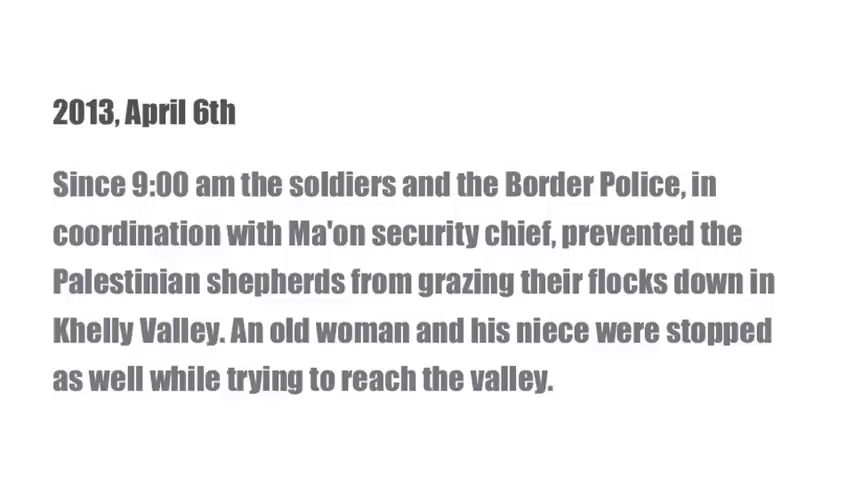 2013, April 6th
Since 9:00 am the soldiers and the Border Police, in
coordination with Ma'on security chief, prevented the
Palestinian shepherds from grazing their flocks down in
Khelly Valley. An old woman and his niece were stopped
as well while trying to reach the valley.